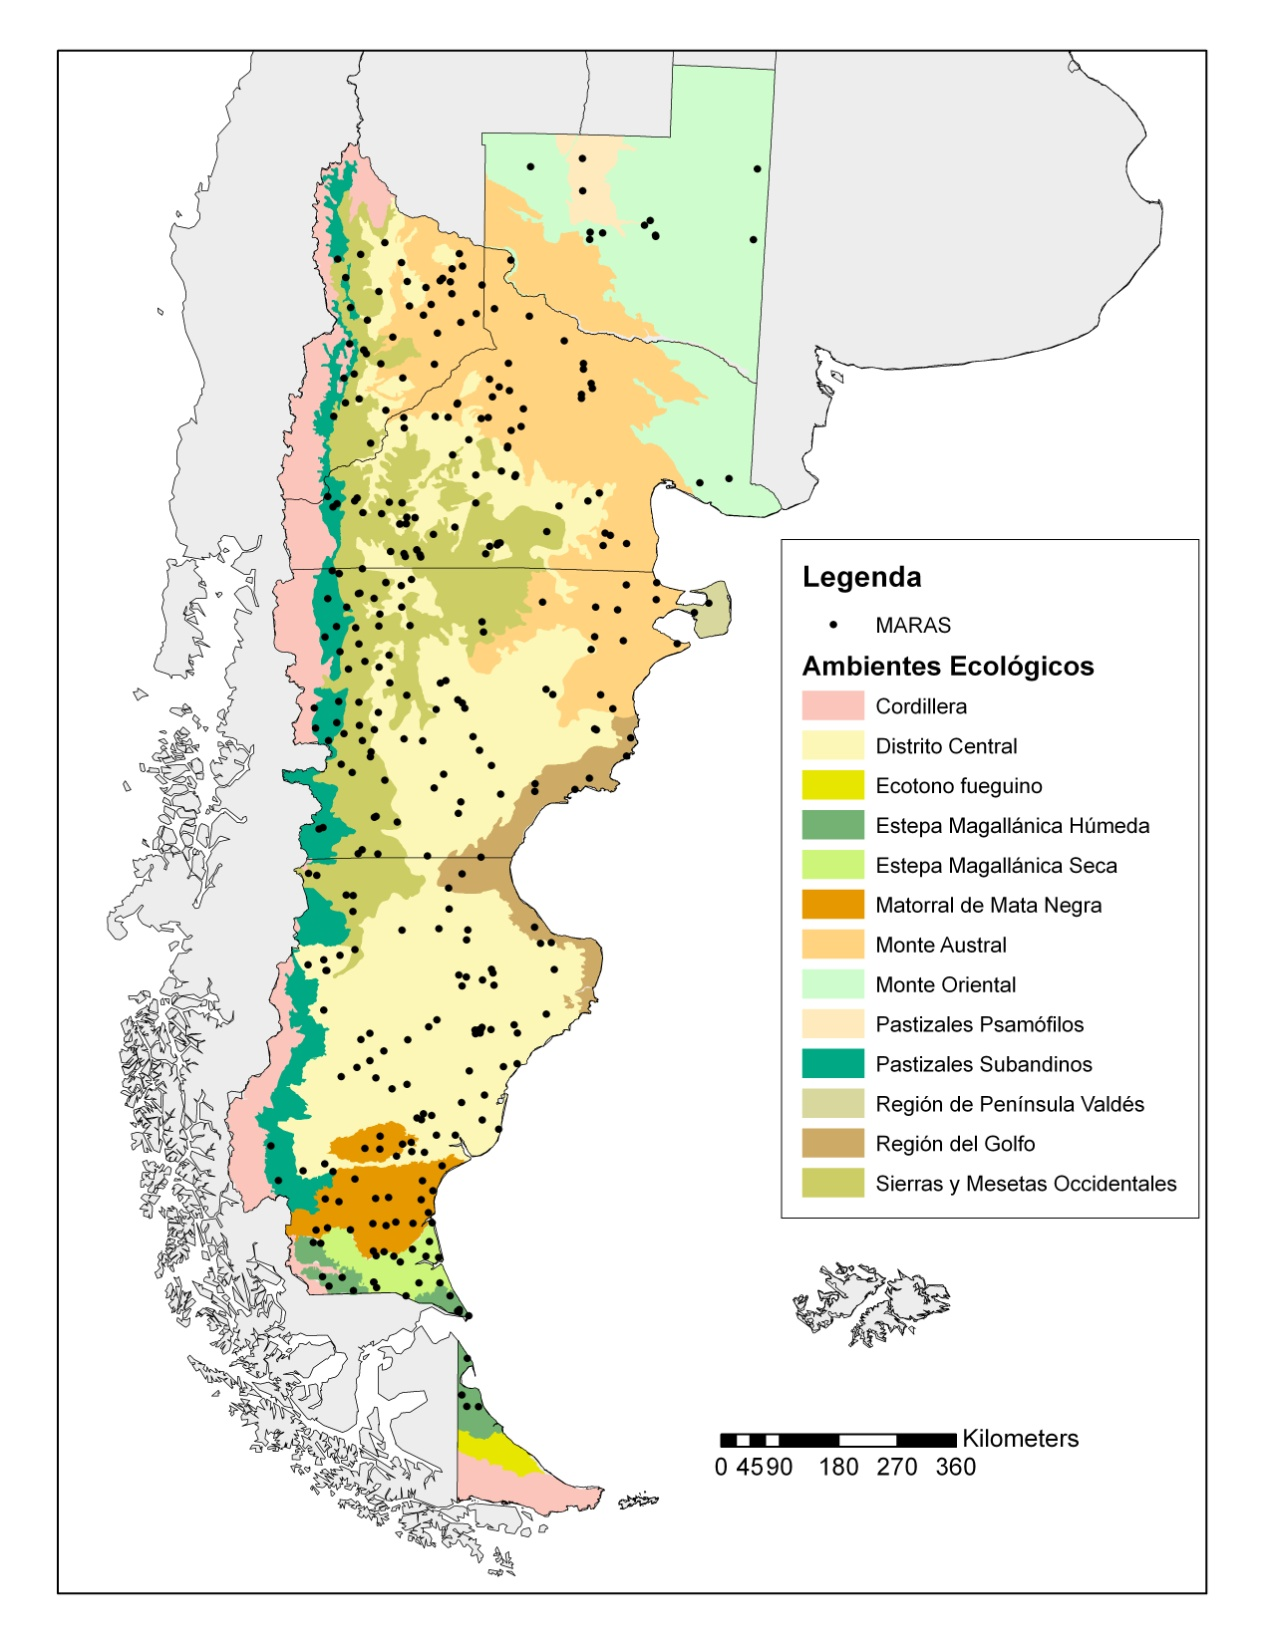 Legenda
MARAS
Ambientes Ecológicos
Cordillera
Distrito Central
Ecotono fueguino
Estepa Magallánica Húmeda
Estepa Magallánica Seca
Matorral de Mata Negra
Monte Austral
Monte Oriental
Pastizales Psamófilos
Pastizales Subandinos
Región de Península Valdés
Región del Golfo
Sierras y Mesetas Occidentales
Kilometers
0 45 90 180 270 360